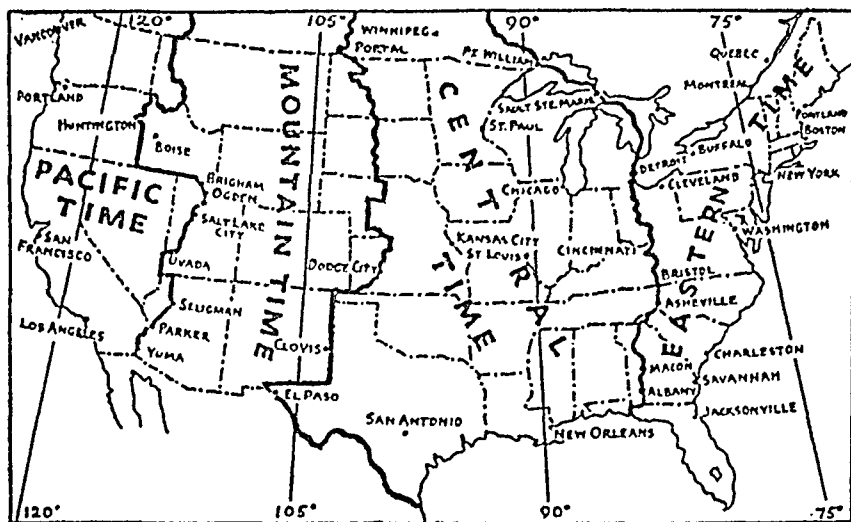 120°
105°
90°
75°
VANCOUVER
WINNIPEG
PORTAL
PT. WILLIAM
QUEBEC
MONTREAL
PORTLAND
SAULT STE. MARIE
ST. PAUL
PORTLAND
BOSTON
HUNTINGTON
BOISE
DETROIT
BUFFALO
CLEVELAND
NEW YORK
PACIFIC
TIME
MOUNTAIN TIME
CENTRAL
TIME
EASTERN
TIME
BRIGHAM
OGDEN
SALT LAKE
CITY
CHICAGO
WASHINGTON
SAN
FRANCISCO
UVADA
DODGE CITY
KANSAS CITY
ST LOUIS
CINCINNATI
BRISTOL
ASHEVILLE
SELIGMAN
LOS ANGELES
PARKER
YUMA
CLOVIS
MACON
ALBANY
CHARLESTON
SAVANNAH
JACKSONVILLE
EL PASO
SAN ANTONIO
NEW ORLEANS
120°
105°
90°
75°